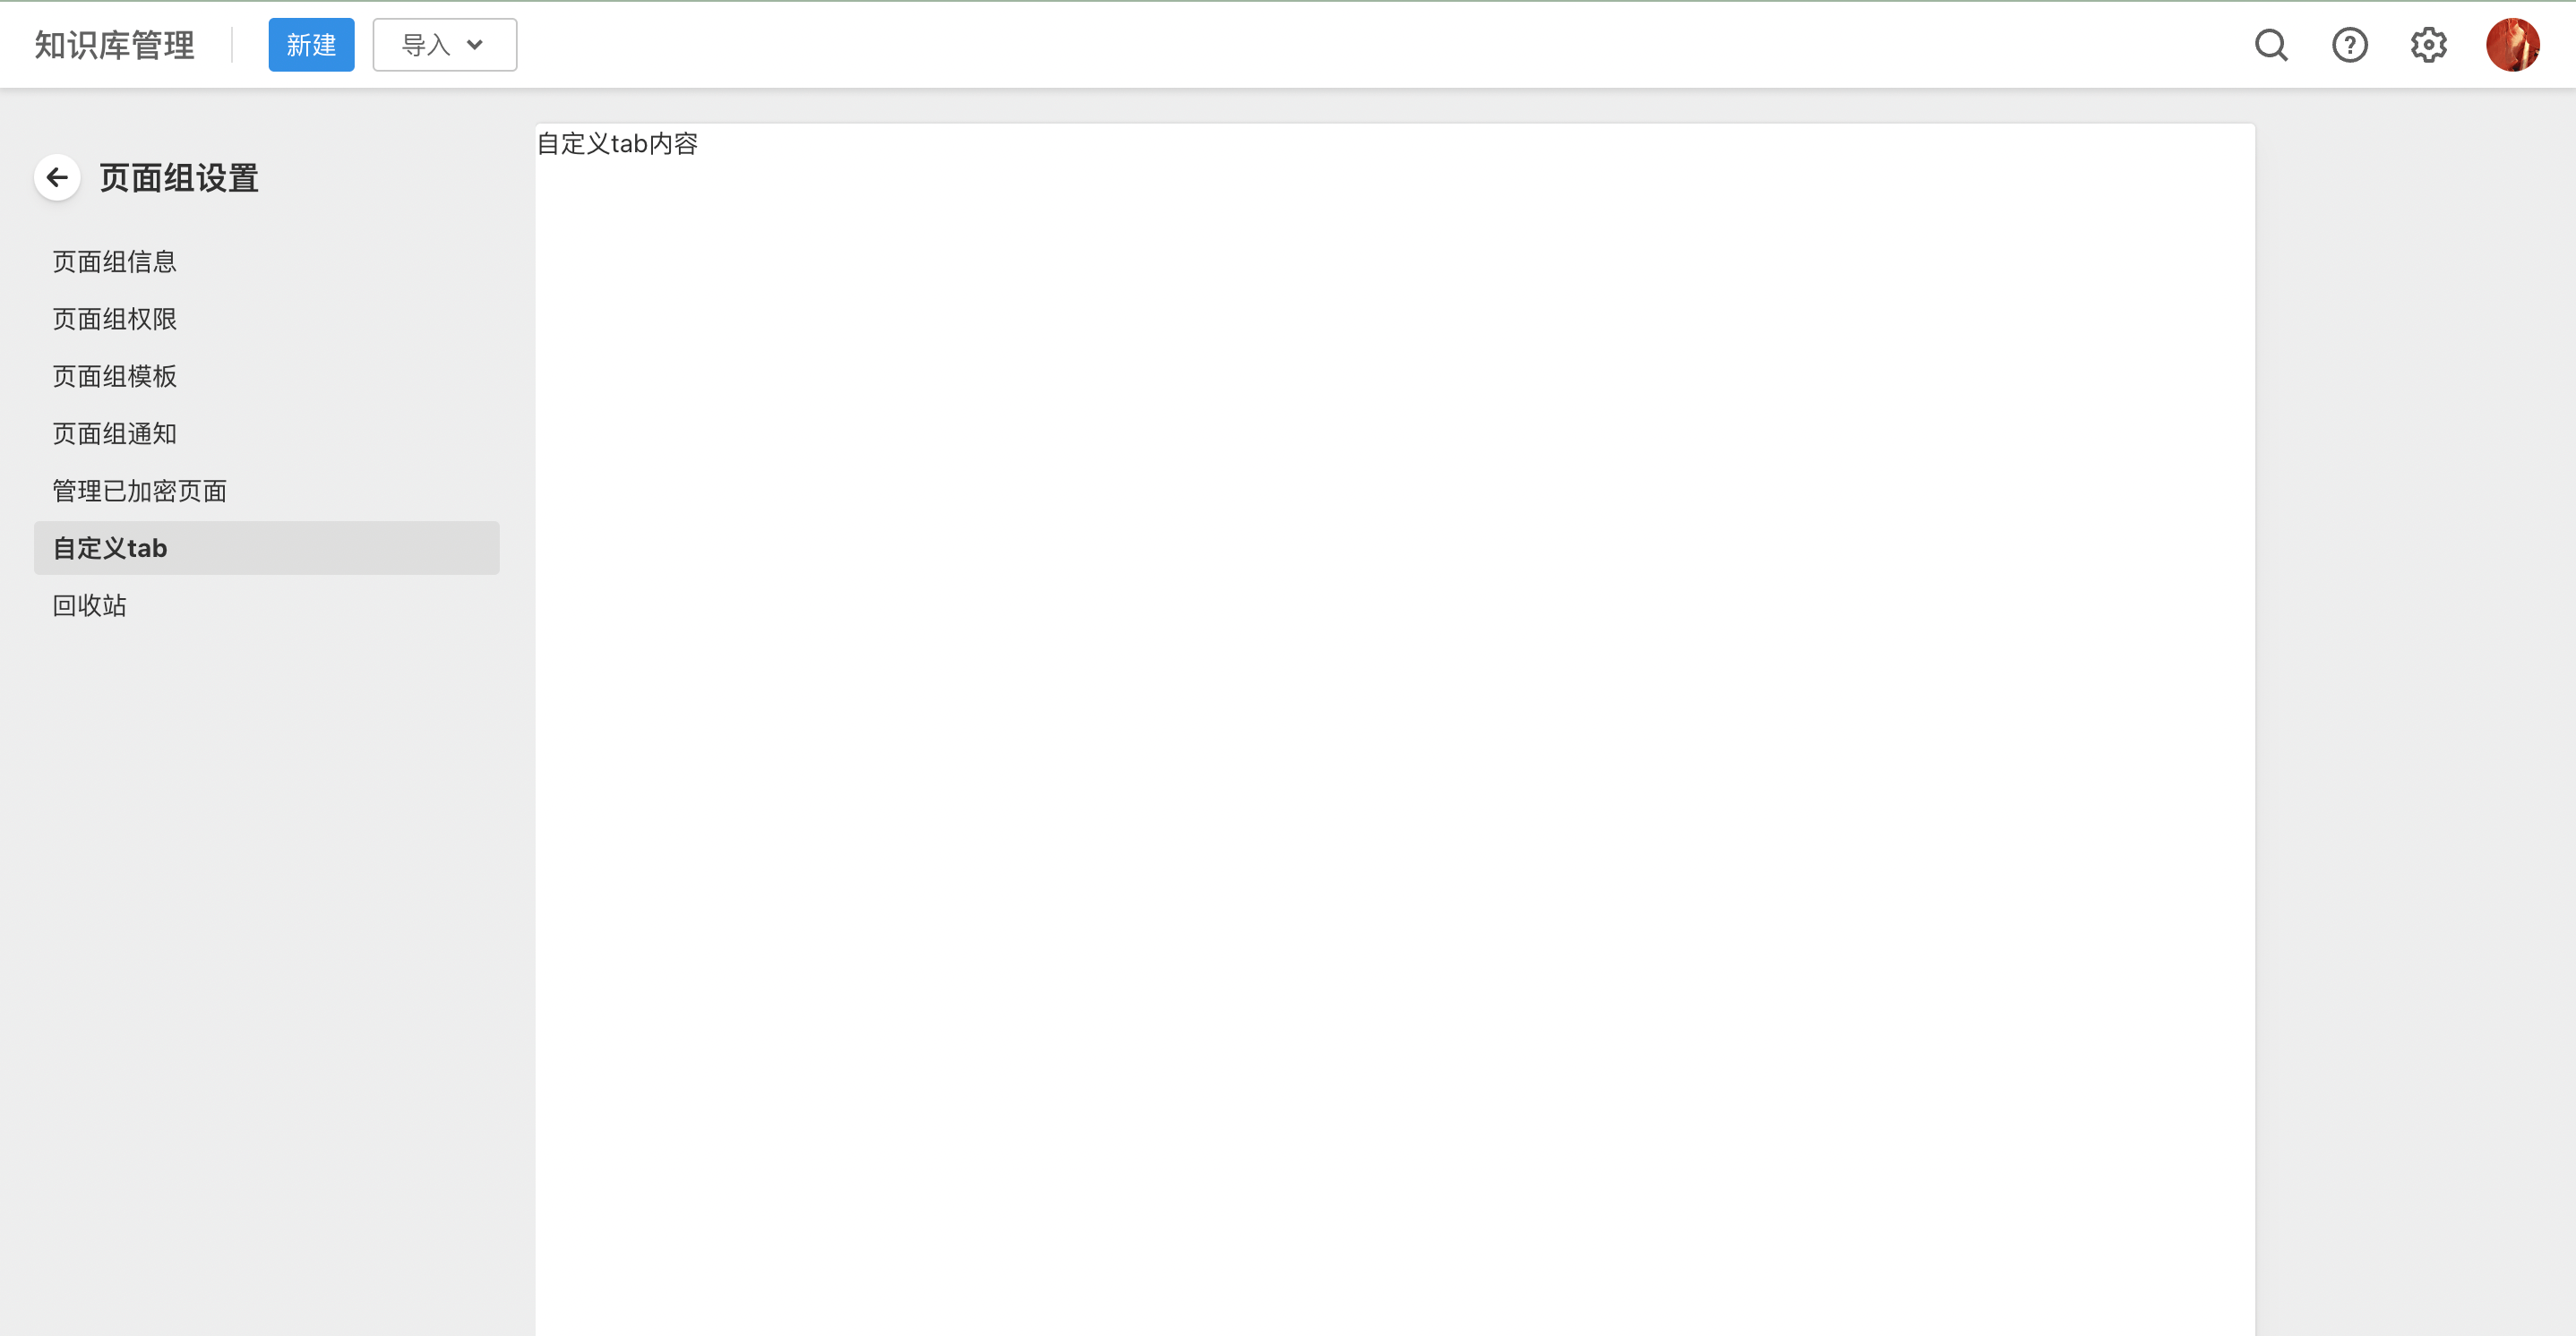 知识库管理
新建
导入
页面组设置
页面组信息
页面组权限
页面组模板
页面组通知
管理已加密页面
自定义tab
回收站
自定义tab内容